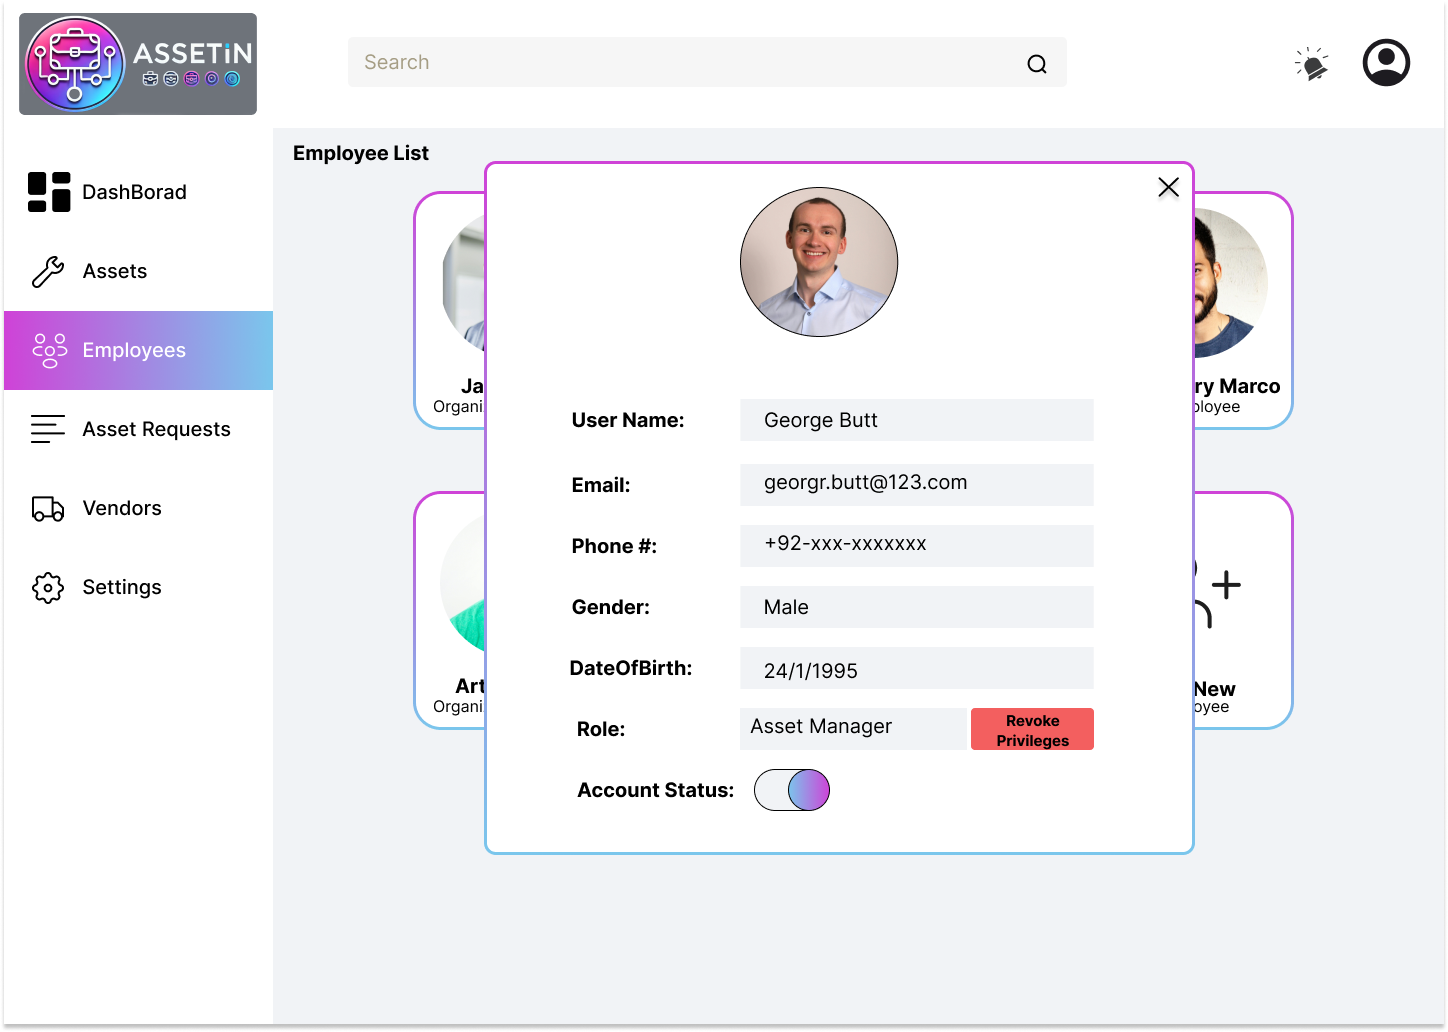 ASSETiN
Search
Employee List
DashBorad
Assets
Employees
Asset Requests
Vendors
Settings
Ja
Organi
ry Marco
ployee
Art
Organi
New
oyee
User Name: George Butt
Email: georgr.butt@123.com
Phone #: +92-xxx-xxxxxxx
Gender: Male
DateOfBirth: 24/1/1995
Role: Asset Manager
Revoke
Privileges
Account Status: